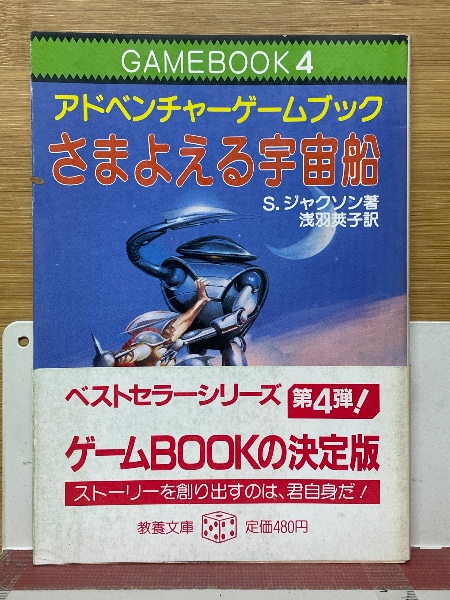 GAMEBOOK 4
アドベンチャーゲームブック
さまよえる宇宙船
S.ジャクソン著
浅羽莢子訳
ベストセラーシリーズ 第4弾!
ゲームBOOKの決定版
ストーリーを創り出すのは、君自身だ!
教養文庫 定価480円